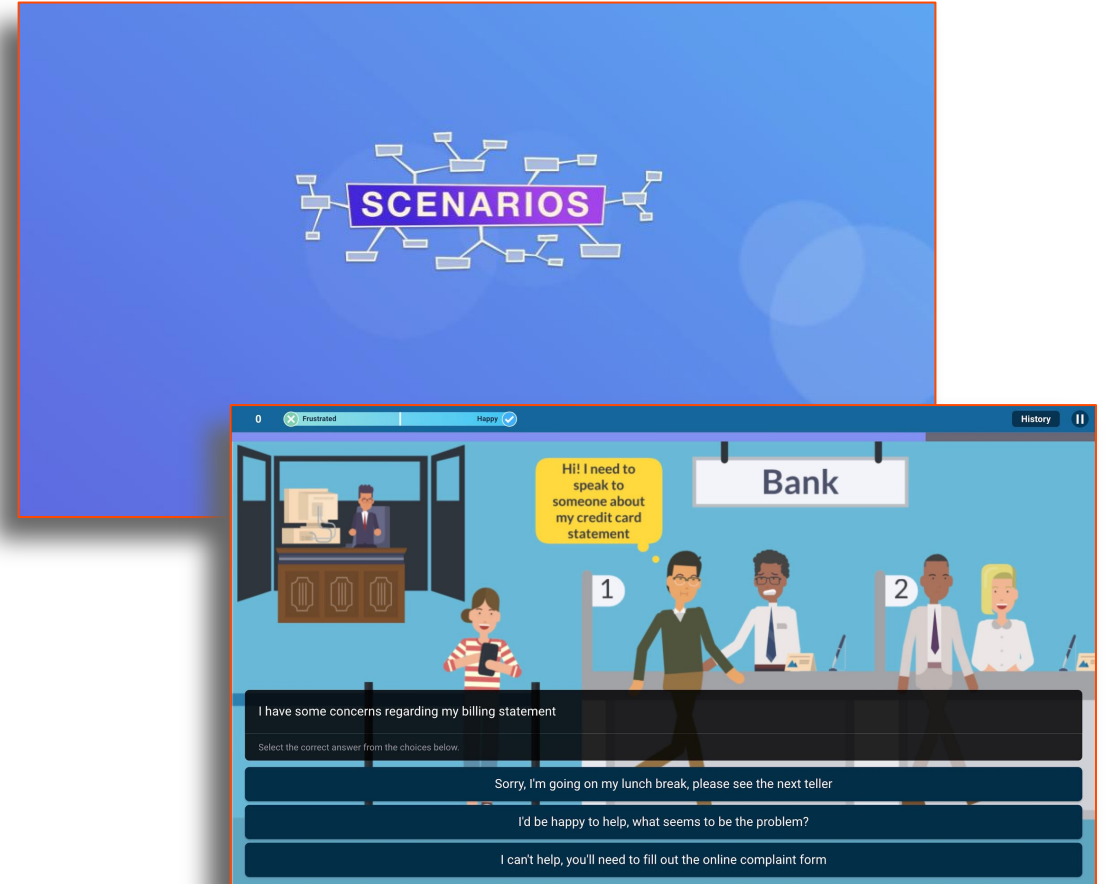 SCENARIOS
0 Frustrated Happy History
Hi! I need to
speak to
someone about
my credit card
statement
Bank
1
2
I have some concerns regarding my billing statement
Select the correct answer from the choices below.
Sorry, I'm going on my lunch break, please see the next teller
I'd be happy to help, what seems to be the problem?
I can't help, you'll need to fill out the online complaint form